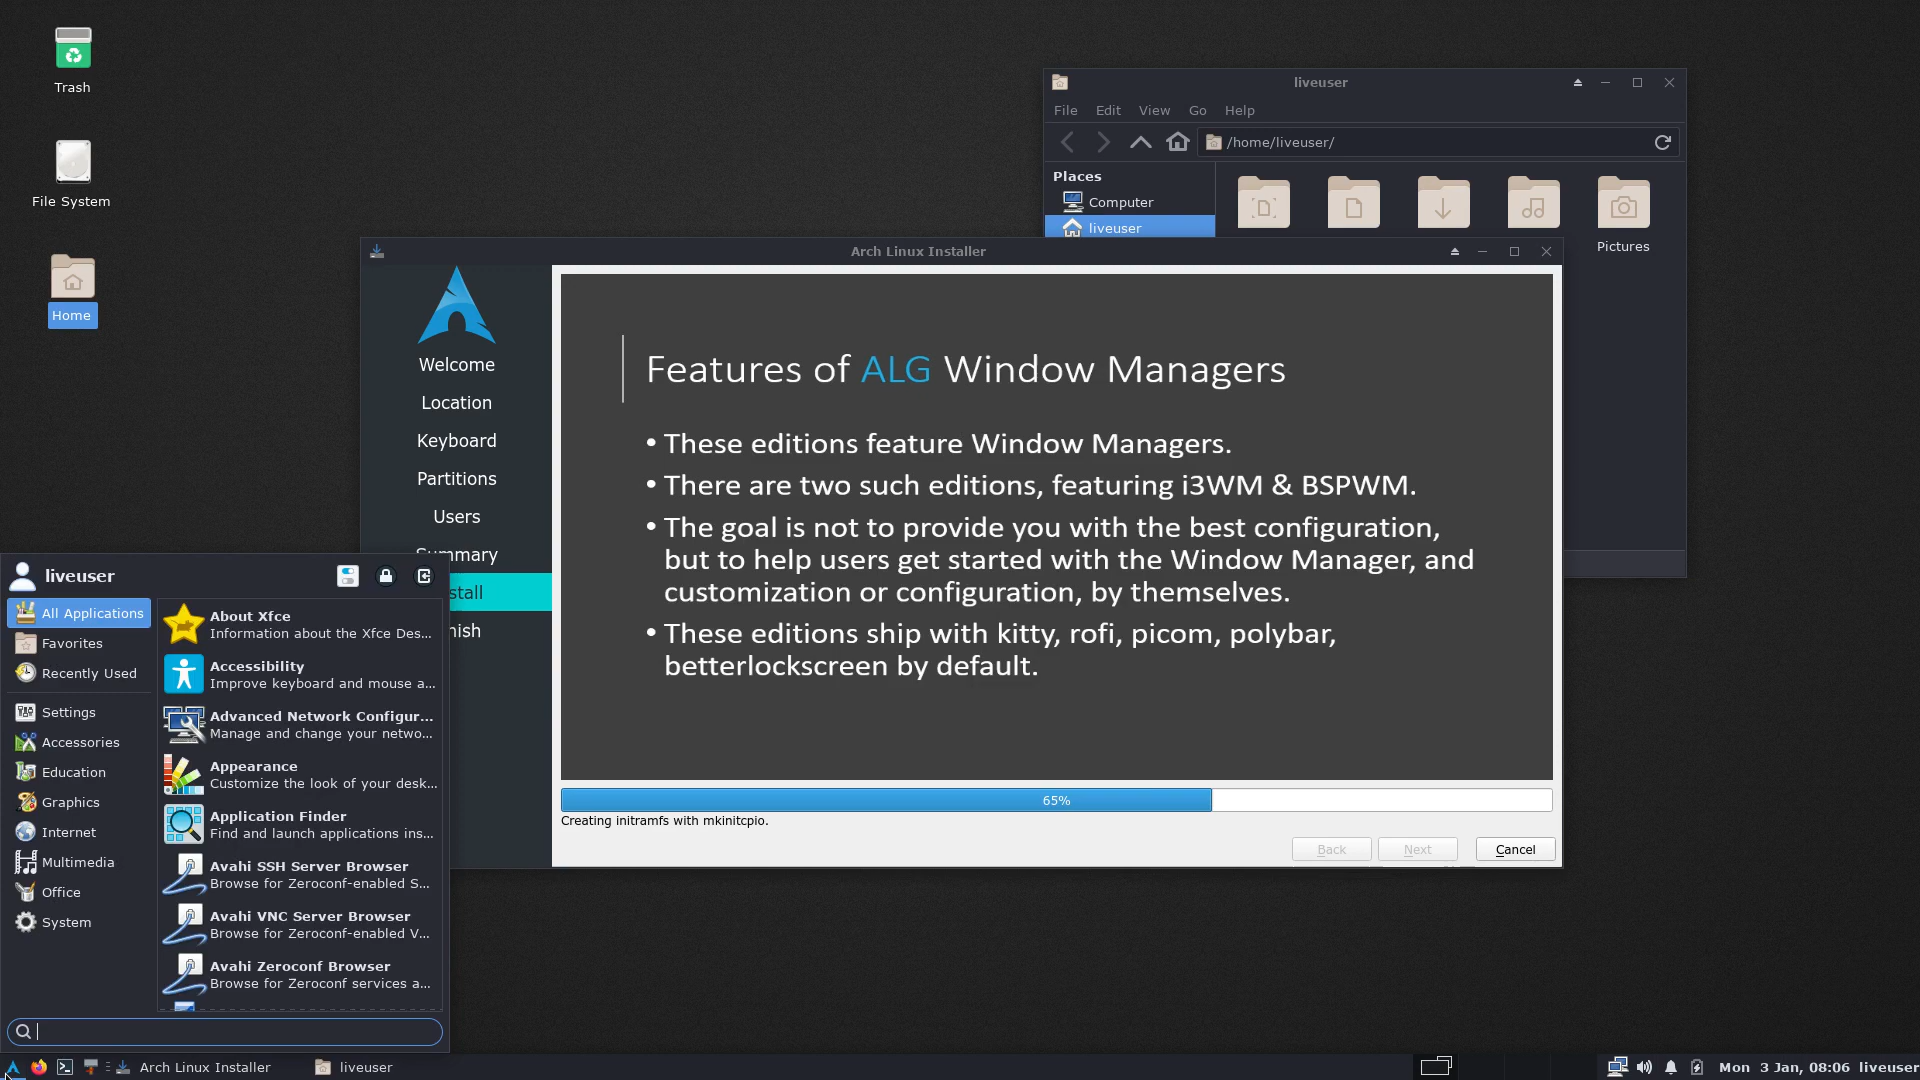 Trash
File System
Home
liveuser
File Edit View Go Help
/home/liveuser/
Places
Computer
liveuser
Pictures
Arch Linux Installer
Welcome
Location
Keyboard
Partitions
Users
Summary
stall
nish
Features of ALG Window Managers
• These editions feature Window Managers.
• There are two such editions, featuring i3WM & BSPWM.
• The goal is not to provide you with the best configuration,
but to help users get started with the Window Manager, and
customization or configuration, by themselves.
• These editions ship with kitty, rofi, picom, polybar,
betterlockscreen by default.
65%
Creating initramfs with mkinitcpio.
Back Next Cancel
liveuser
All Applications
Favorites
Recently Used
Settings
Accessories
Education
Graphics
Internet
Multimedia
Office
System
About Xfce
Information about the Xfce Des...
Accessibility
Improve keyboard and mouse a...
Advanced Network Configur...
Manage and change your netwo...
Appearance
Customize the look of your desk...
Application Finder
Find and launch applications ins...
Avahi SSH Server Browser
Browse for Zeroconf-enabled S...
Avahi VNC Server Browser
Browse for Zeroconf-enabled V...
Avahi Zeroconf Browser
Browse for Zeroconf services a...
Arch Linux Installer liveuser Mon 3 Jan, 08:06 liveuser